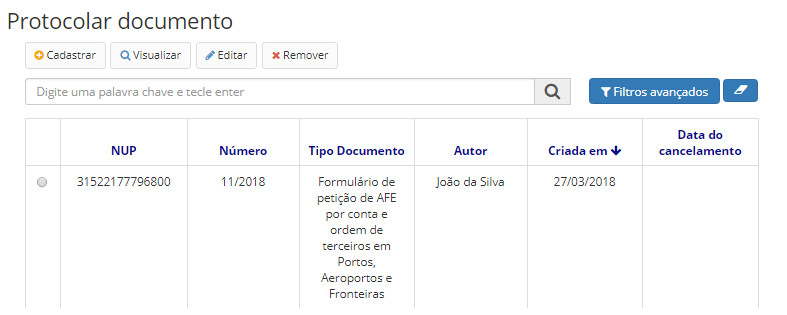 Protocolar documento
Cadastrar Visualizar Editar Remover
Digite uma palavra chave e tecle enter Filtros avançados
NUP Número Tipo Documento Autor Criada em Data do cancelamento
31522177796800 11/2018 Formulário de João da Silva 27/03/2018
petição de AFE
por conta e
ordem de
terceiros em
Portos,
Aeroportos e
Fronteiras